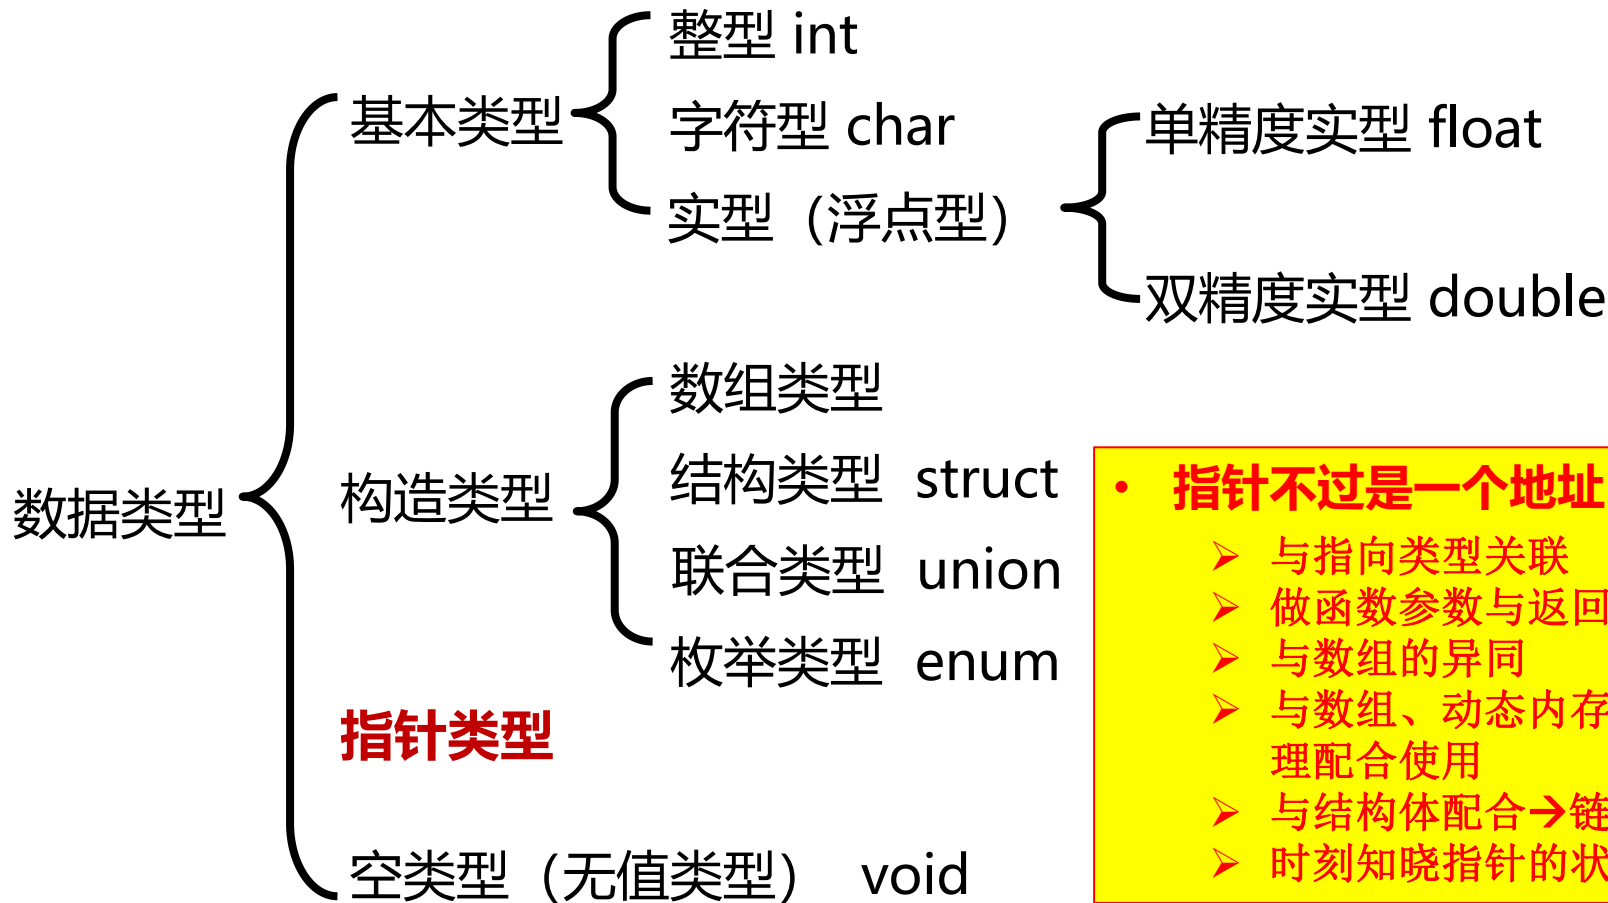 整型 int
基本类型
字符型 char
单精度实型 float
实型（浮点型）
双精度实型 double
数组类型
数据类型
构造类型
结构类型 struct
联合类型 union
枚举类型 enum
指针类型
空类型（无值类型） void
• 指针不过是一个地址
➢ 与指向类型关联
➢ 做函数参数与返回
➢ 与数组的异同
➢ 与数组、动态内存
理配合使用
➢ 与结构体配合→链
➢ 时刻知晓指针的状